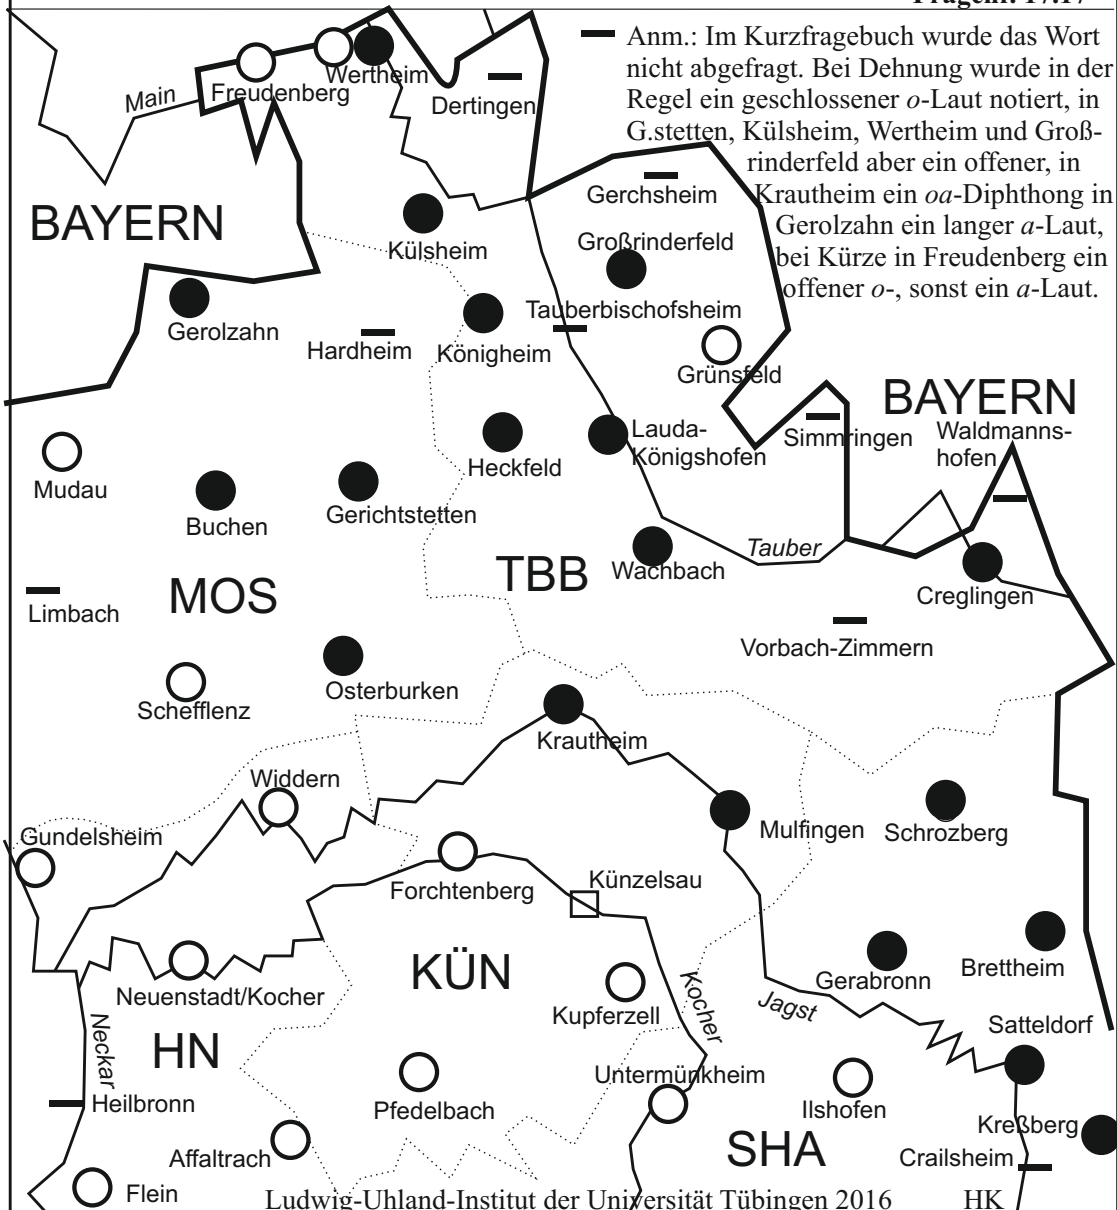 Fragenr. 17.17
Anm.: Im Kurzfragebuch wurde das Wort
nicht abgefragt. Bei Dehnung wurde in der
Regel ein geschlossener o-Laut notiert, in
G.stetten, Külsheim, Wertheim und Groß-
rinderfeld aber ein offener, in
Krautheim ein oa-Diphthong in
Gerolzahn ein langer a-Laut,
bei Kürze in Freudenberg ein
offener o-, sonst ein a-Laut.
Wertheim
Freudenberg
Main
Dertingen
Gerchsheim
BAYERN
Külsheim
Großrinderfeld
Tauberbischofsheim
Gerolzahn
Hardheim
Königheim
Grünsfeld
BAYERN
Lauda-
Königshofen
Simmringen
Waldmanns-
hofen
Heckfeld
Mudau
Buchen
Gerichtstetten
Tauber
TBB
Wachbach
MOS
Creglingen
Limbach
Vorbach-Zimmern
Osterburken
Schefflenz
Krautheim
Widdern
Gundelsheim
Mulfingen
Schrozberg
Forchtenberg
Künzelsau
KÜN
Gerabronn
Brettheim
Neuenstadt/Kocher
Kupferzell
Kocher
Jagst
Satteldorf
Neckar
HN
Untermünkheim
Heilbronn
Pfedelbach
Ilshofen
Kreßberg
Affaltrach
SHA
Crailsheim
Flein
Ludwig-Uhland-Institut der Universität Tübingen 2016 HK